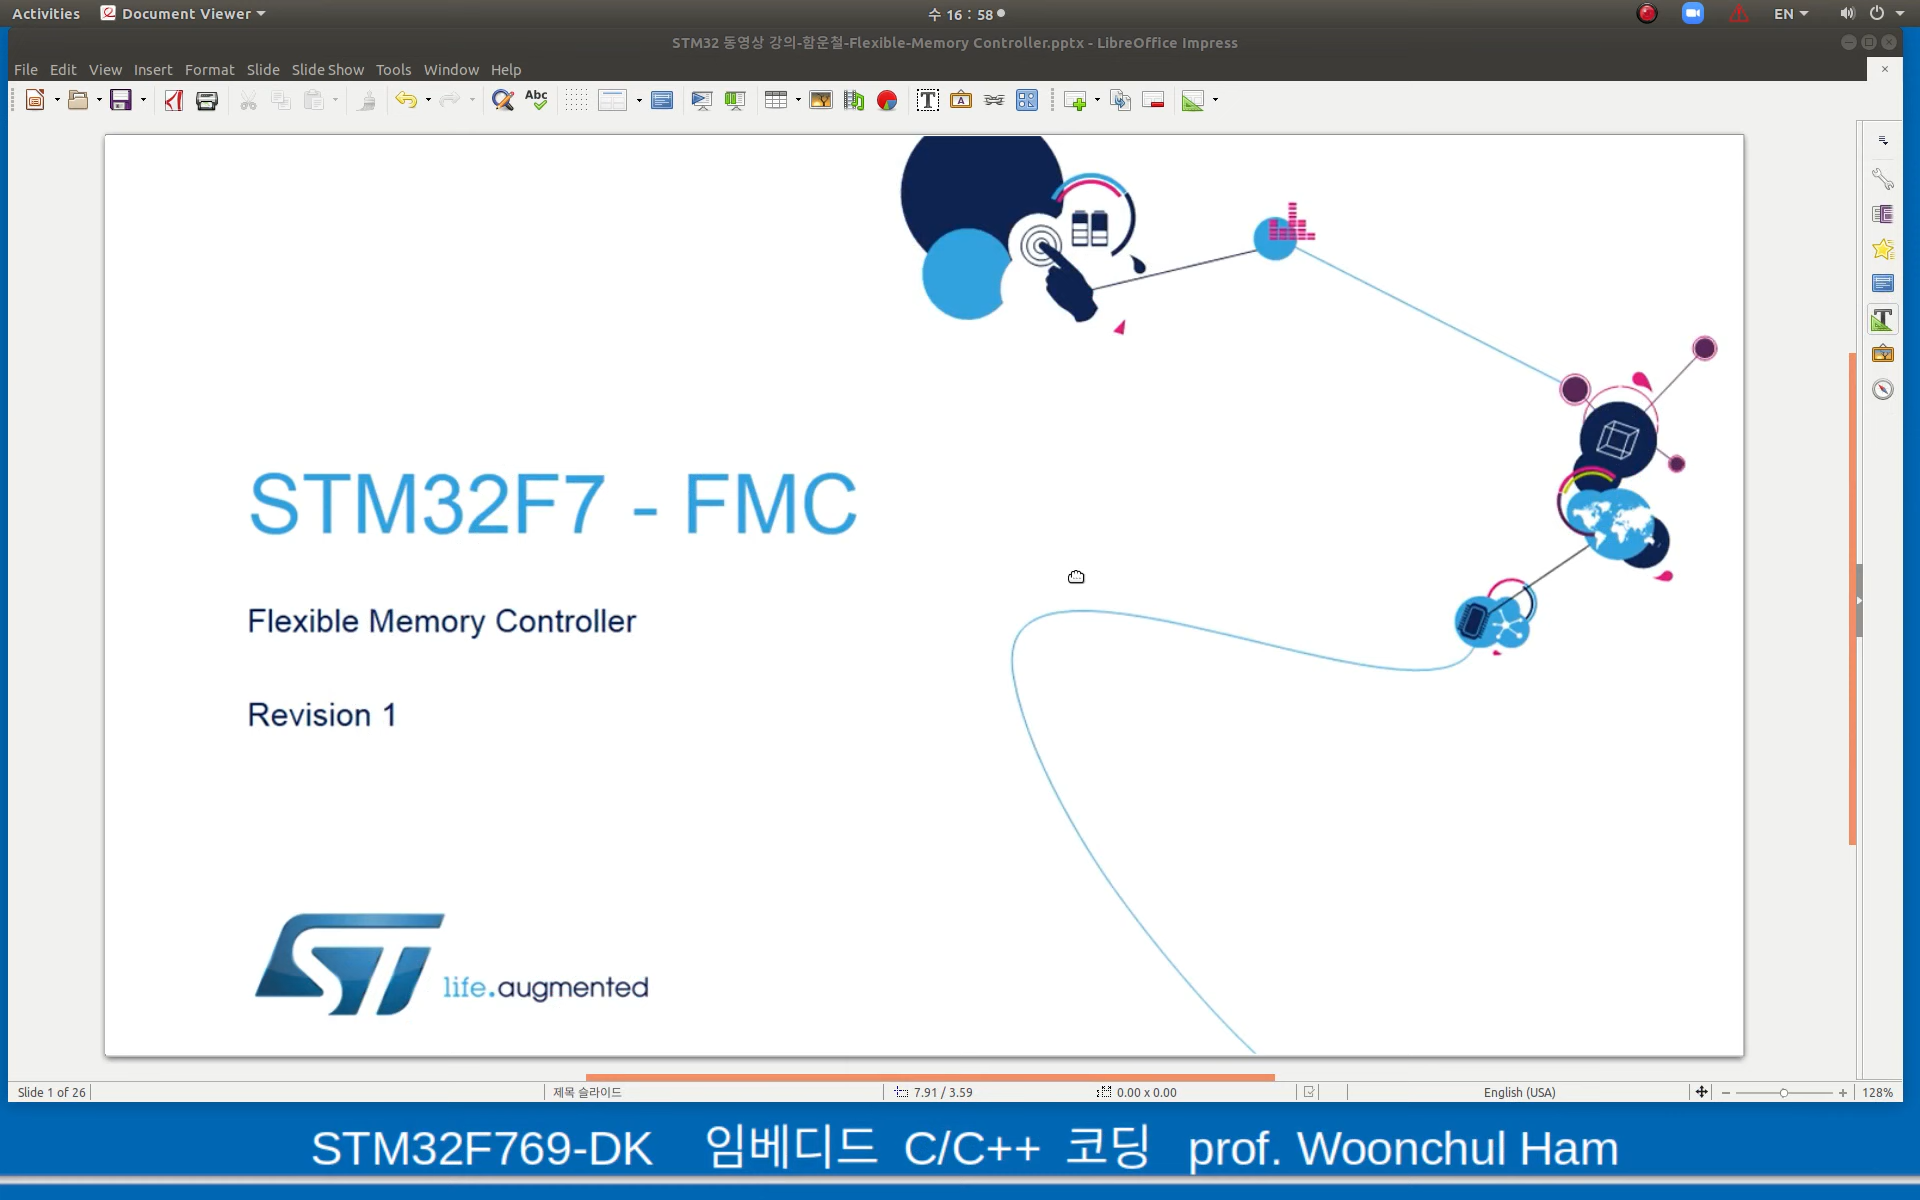 Activities Document Viewer 수 16 : 58 EN
STM32 동영상 강의-함운철-Flexible-Memory Controller.pptx - LibreOffice Impress
File Edit View Insert Format Slide Slide Show Tools Window Help
Abc
STM32F7 - FMC
Flexible Memory Controller
Revision 1
ST life.augmented
Slide 1 of 26 제목 슬라이드 7.91 / 3.59 0.00 x 0.00 English (USA) 128%
STM32F769-DK 임베디드 C/C++ 코딩 prof. Woonchul Ham